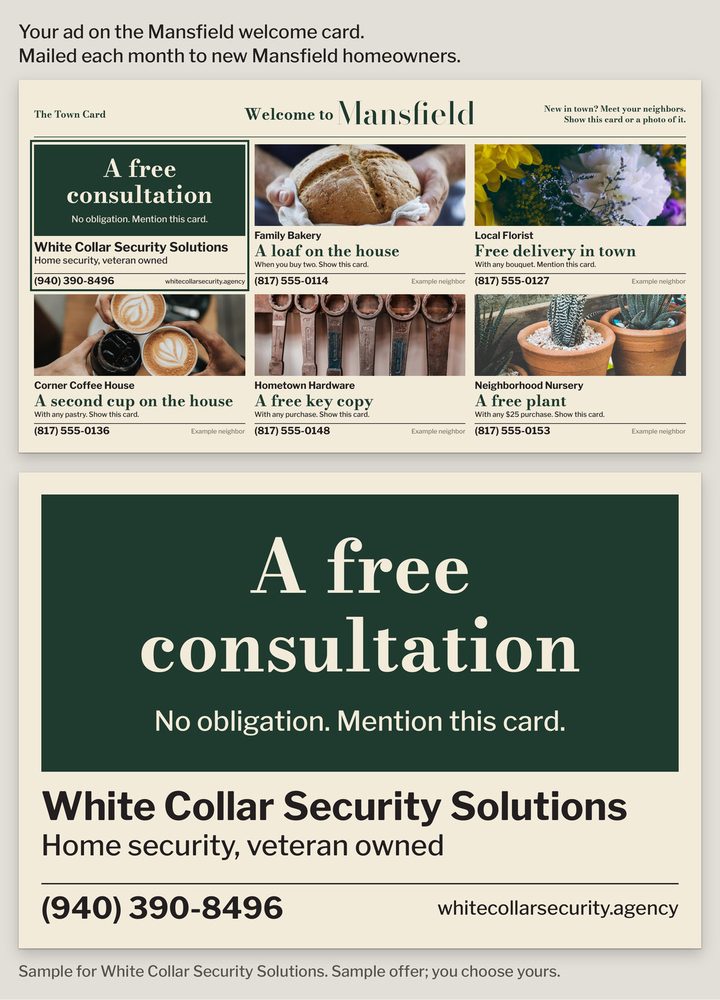 Your ad on the Mansfield welcome card.
Mailed each month to new Mansfield homeowners.
The Town Card
Welcome to Mansfield
New in town? Meet your neighbors.
Show this card or a photo of it.
A free
consultation
No obligation. Mention this card.
White Collar Security Solutions
Home security, veteran owned
(940) 390-8496
whitecollarsecurity.agency
Family Bakery
A loaf on the house
When you buy two. Show this card.
(817) 555-0114
Example neighbor
Local Florist
Free delivery in town
With any bouquet. Mention this card.
(817) 555-0127
Example neighbor
Corner Coffee House
A second cup on the house
With any pastry. Show this card.
(817) 555-0136
Example neighbor
Hometown Hardware
A free key copy
With any purchase. Show this card.
(817) 555-0148
Example neighbor
Neighborhood Nursery
A free plant
With any $25 purchase. Show this card.
(817) 555-0153
Example neighbor
A free
consultation
No obligation. Mention this card.
White Collar Security Solutions
Home security, veteran owned
(940) 390-8496
whitecollarsecurity.agency
Sample for White Collar Security Solutions. Sample offer; you choose yours.